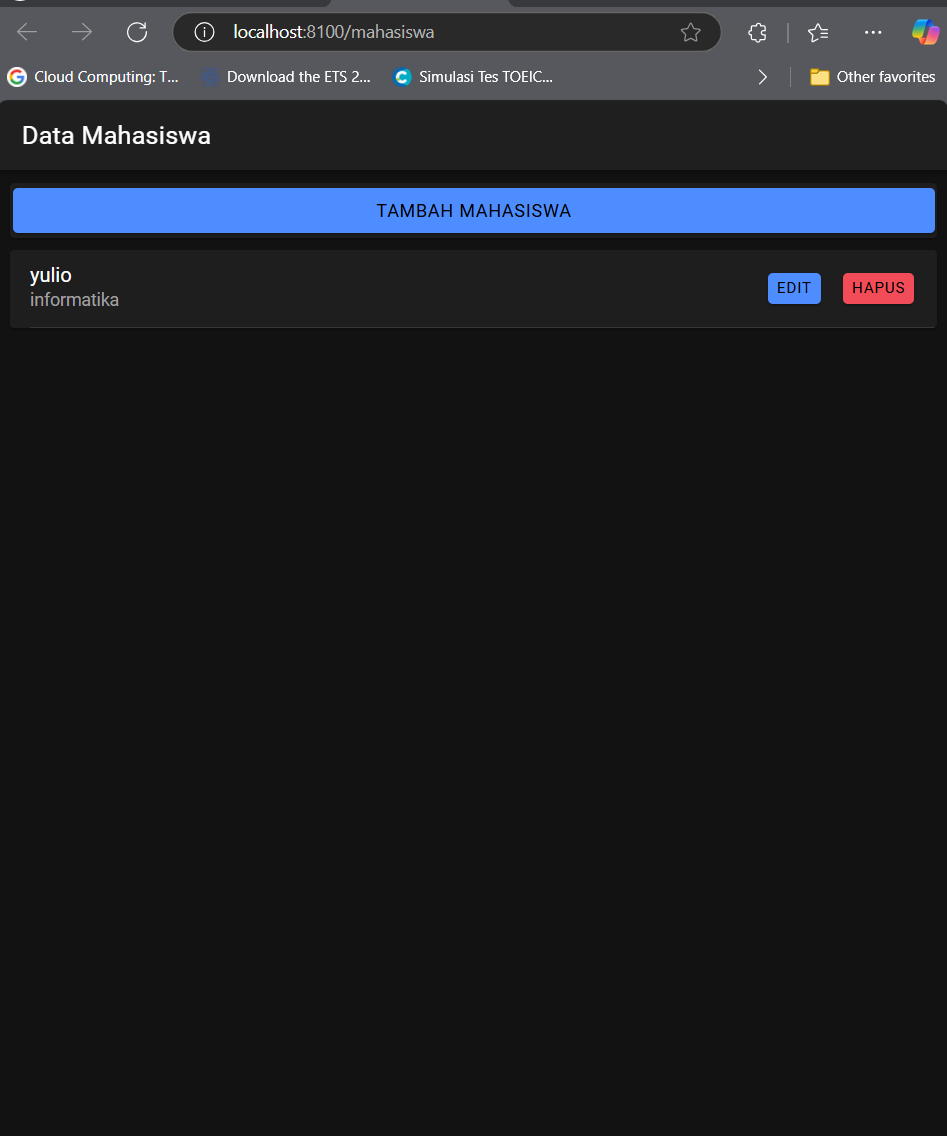 localhost:8100/mahasiswa
Cloud Computing: T... Download the ETS 2... Simulasi Tes TOEIC... Other favorites
Data Mahasiswa
TAMBAH MAHASISWA
yulio
informatika
EDIT HAPUS